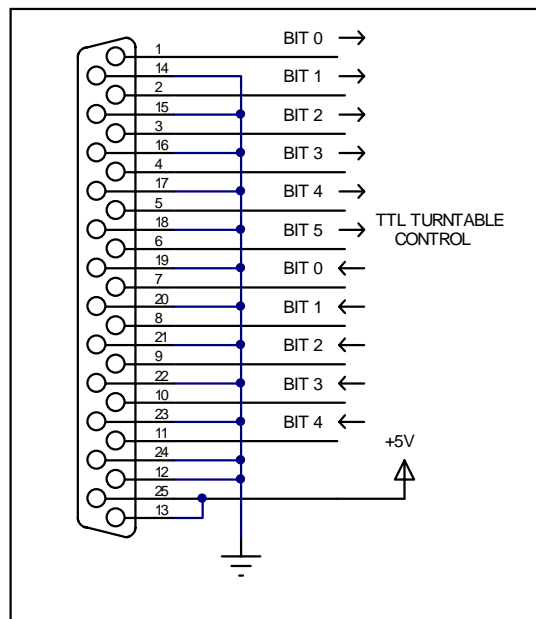 BIT 0
1
14
BIT 1
2
15
BIT 2
3
16
BIT 3
4
17
BIT 4
5
18
BIT 5
TTL TURNTABLE
CONTROL
6
19
BIT 0
7
20
BIT 1
8
21
BIT 2
9
22
BIT 3
10
23
BIT 4
11
+5V
24
12
25
13